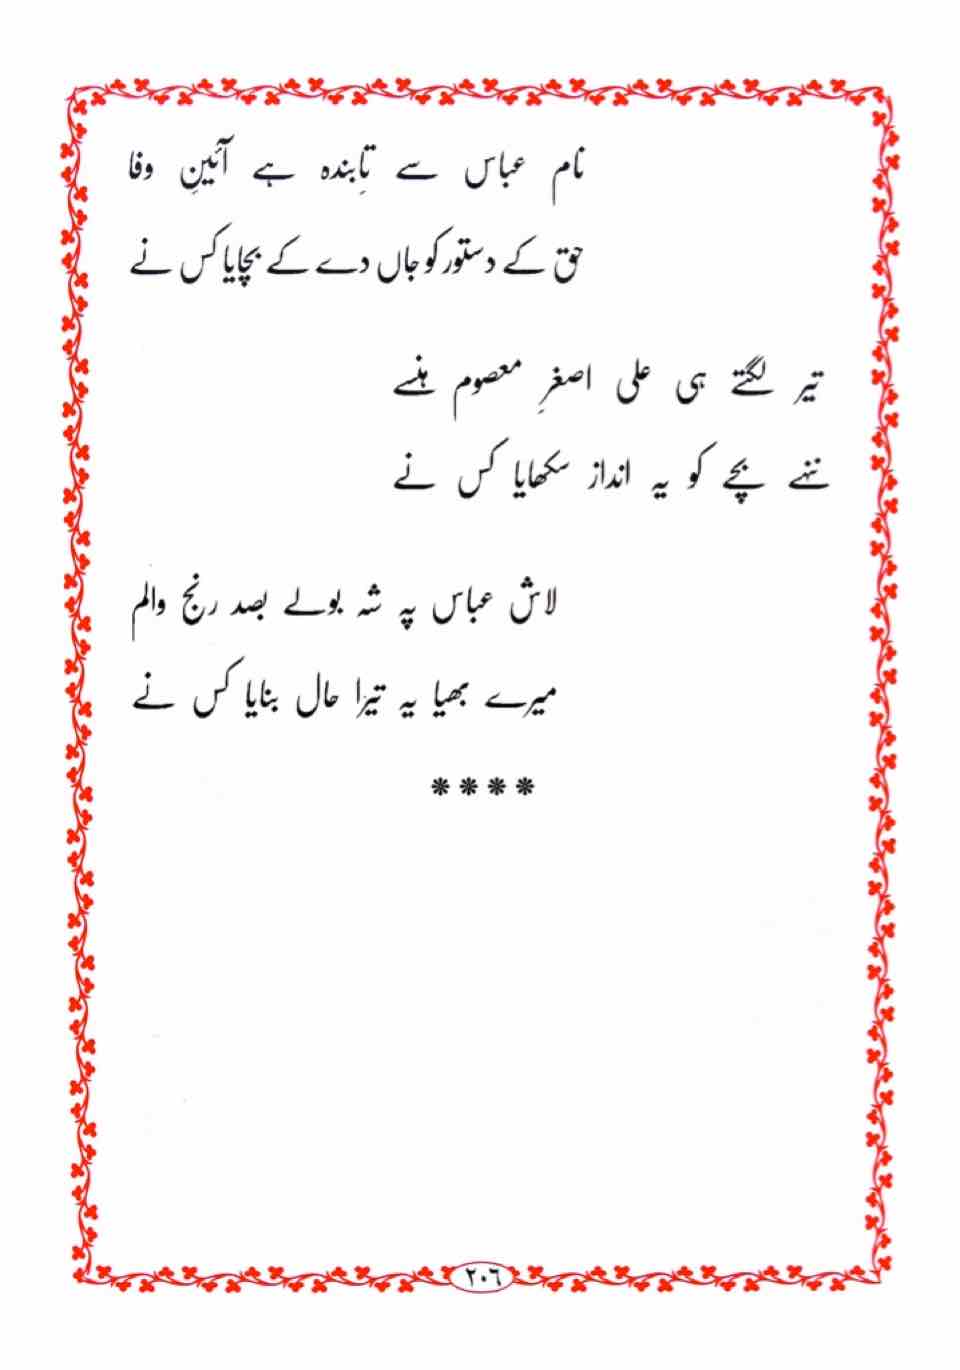 نام عباس سے تابندہ ہے آئینِ وفا
حق کے دستور کو جاں دے کے بچایا کس نے
تیر لگتے ہی علی اصغرِ معصوم ہنسے
ننھے بچے کو یہ انداز سکھایا کس نے
لاش عباس پہ شہ بولے بصد رنج والم
میرے بھیا یہ تیرا حال بنایا کس نے
****
۲۰۶